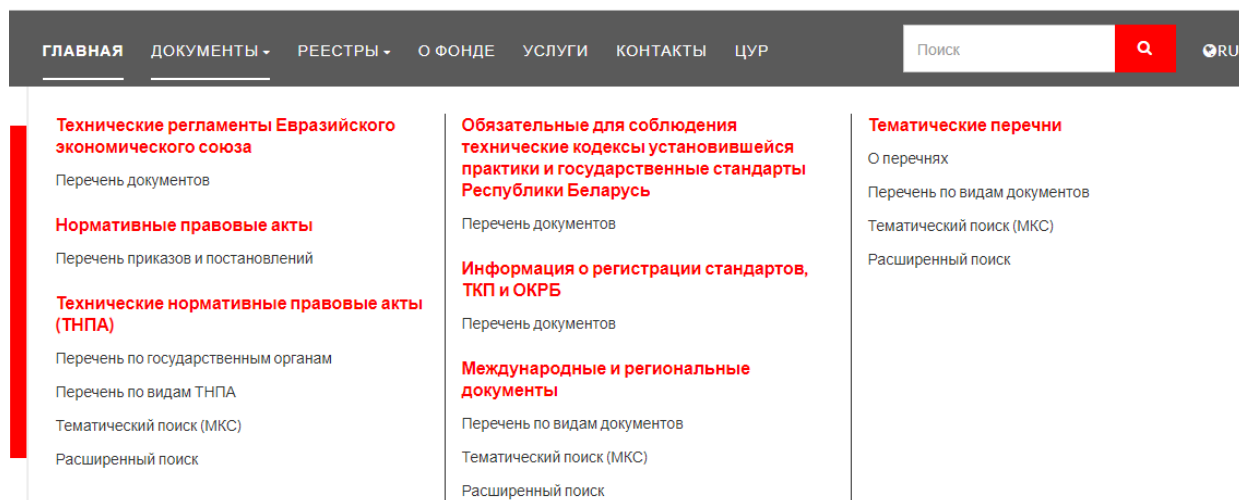 ГЛАВНАЯ ДОКУМЕНТЫ РЕЕСТРЫ О ФОНДЕ УСЛУГИ КОНТАКТЫ ЦУР Поиск RU
Технические регламенты Евразийского
экономического союза
Перечень документов
Нормативные правовые акты
Перечень приказов и постановлений
Технические нормативные правовые акты
(ТНПА)
Перечень по государственным органам
Перечень по видам ТНПА
Тематический поиск (МКС)
Расширенный поиск
Обязательные для соблюдения
технические кодексы установившейся
практики и государственные стандарты
Республики Беларусь
Перечень документов
Информация о регистрации стандартов,
ТКП и ОКРБ
Перечень документов
Международные и региональные
документы
Перечень по видам документов
Тематический поиск (МКС)
Расширенный поиск
Тематические перечни
О перечнях
Перечень по видам документов
Тематический поиск (МКС)
Расширенный поиск